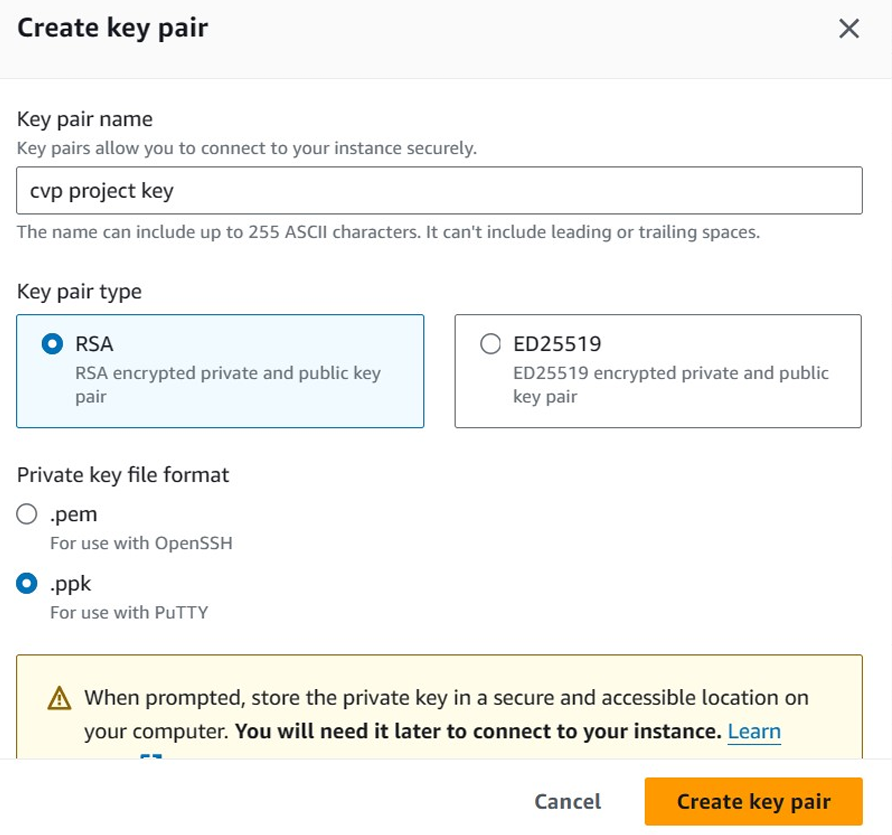 Create key pair
Key pair name
Key pairs allow you to connect to your instance securely.
cvp project key
The name can include up to 255 ASCII characters. It can't include leading or trailing spaces.
Key pair type
RSA
RSA encrypted private and public key
pair
ED25519
ED25519 encrypted private and public
key pair
Private key file format
.pem
For use with OpenSSH
.ppk
For use with PuTTY
When prompted, store the private key in a secure and accessible location on
your computer. You will need it later to connect to your instance. Learn
Cancel
Create key pair